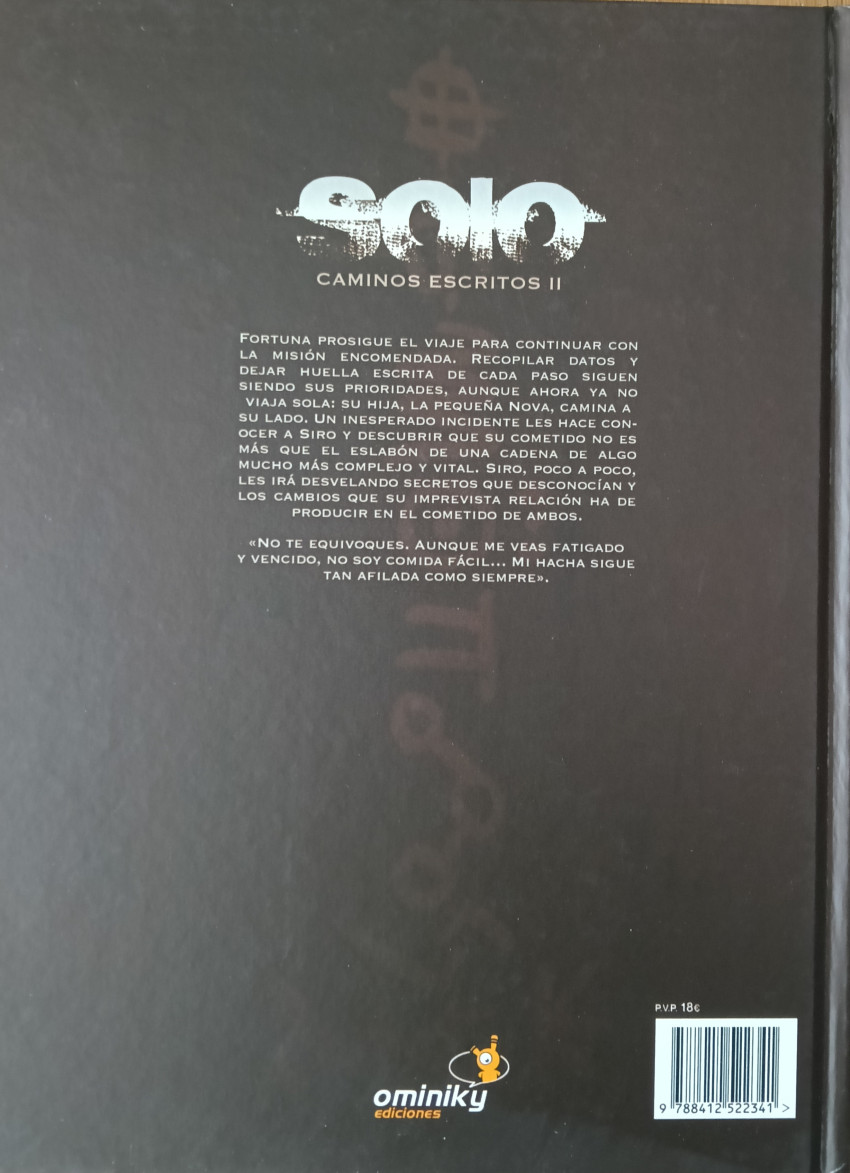 SOLO
CAMINOS ESCRITOS II
FORTUNA PROSIGUE EL VIAJE PARA CONTINUAR CON
LA MISIÓN ENCOMENDADA. RECOPILAR DATOS Y
DEJAR HUELLA ESCRITA DE CADA PASO SIGUEN
SIENDO SUS PRIORIDADES, AUNQUE AHORA YA NO
VIAJA SOLA: SU HIJA, LA PEQUEÑA NOVA, CAMINA A
SU LADO. UN INESPERADO INCIDENTE LES HACE CON-
OCER A SIRO Y DESCUBRIR QUE SU COMETIDO NO ES
MÁS QUE EL ESLABÓN DE UNA CADENA DE ALGO
MUCHO MÁS COMPLEJO Y VITAL. SIRO, POCO A POCO,
LES IRÁ DESVELANDO SECRETOS QUE DESCONOCÍAN Y
LOS CAMBIOS QUE SU IMPREVISTA RELACIÓN HA DE
PRODUCIR EN EL COMETIDO DE AMBOS.
«NO TE EQUIVOQUES. AUNQUE ME VEAS FATIGADO
Y VENCIDO, NO SOY COMIDA FÁCIL... MI HACHA SIGUE
TAN AFILADA COMO SIEMPRE».
P.V.P. 18€
9 788412 522341 >
ominiky
ediciones